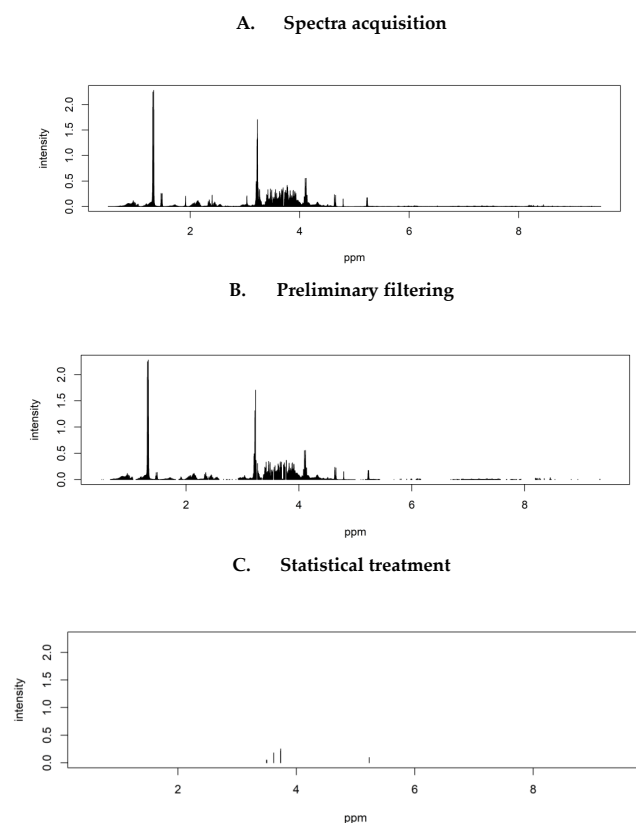 A. Spectra acquisition
2.0
1.5
1.0
0.5
0.0
intensity
2 4 6 8
ppm
B. Preliminary filtering
2.0
1.5
1.0
0.5
0.0
intensity
2 4 6 8
ppm
C. Statistical treatment
2.0
1.5
1.0
0.5
0.0
intensity
2 4 6 8
ppm